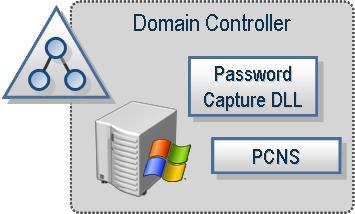 Domain Controller
Password
Capture DLL
PCNS